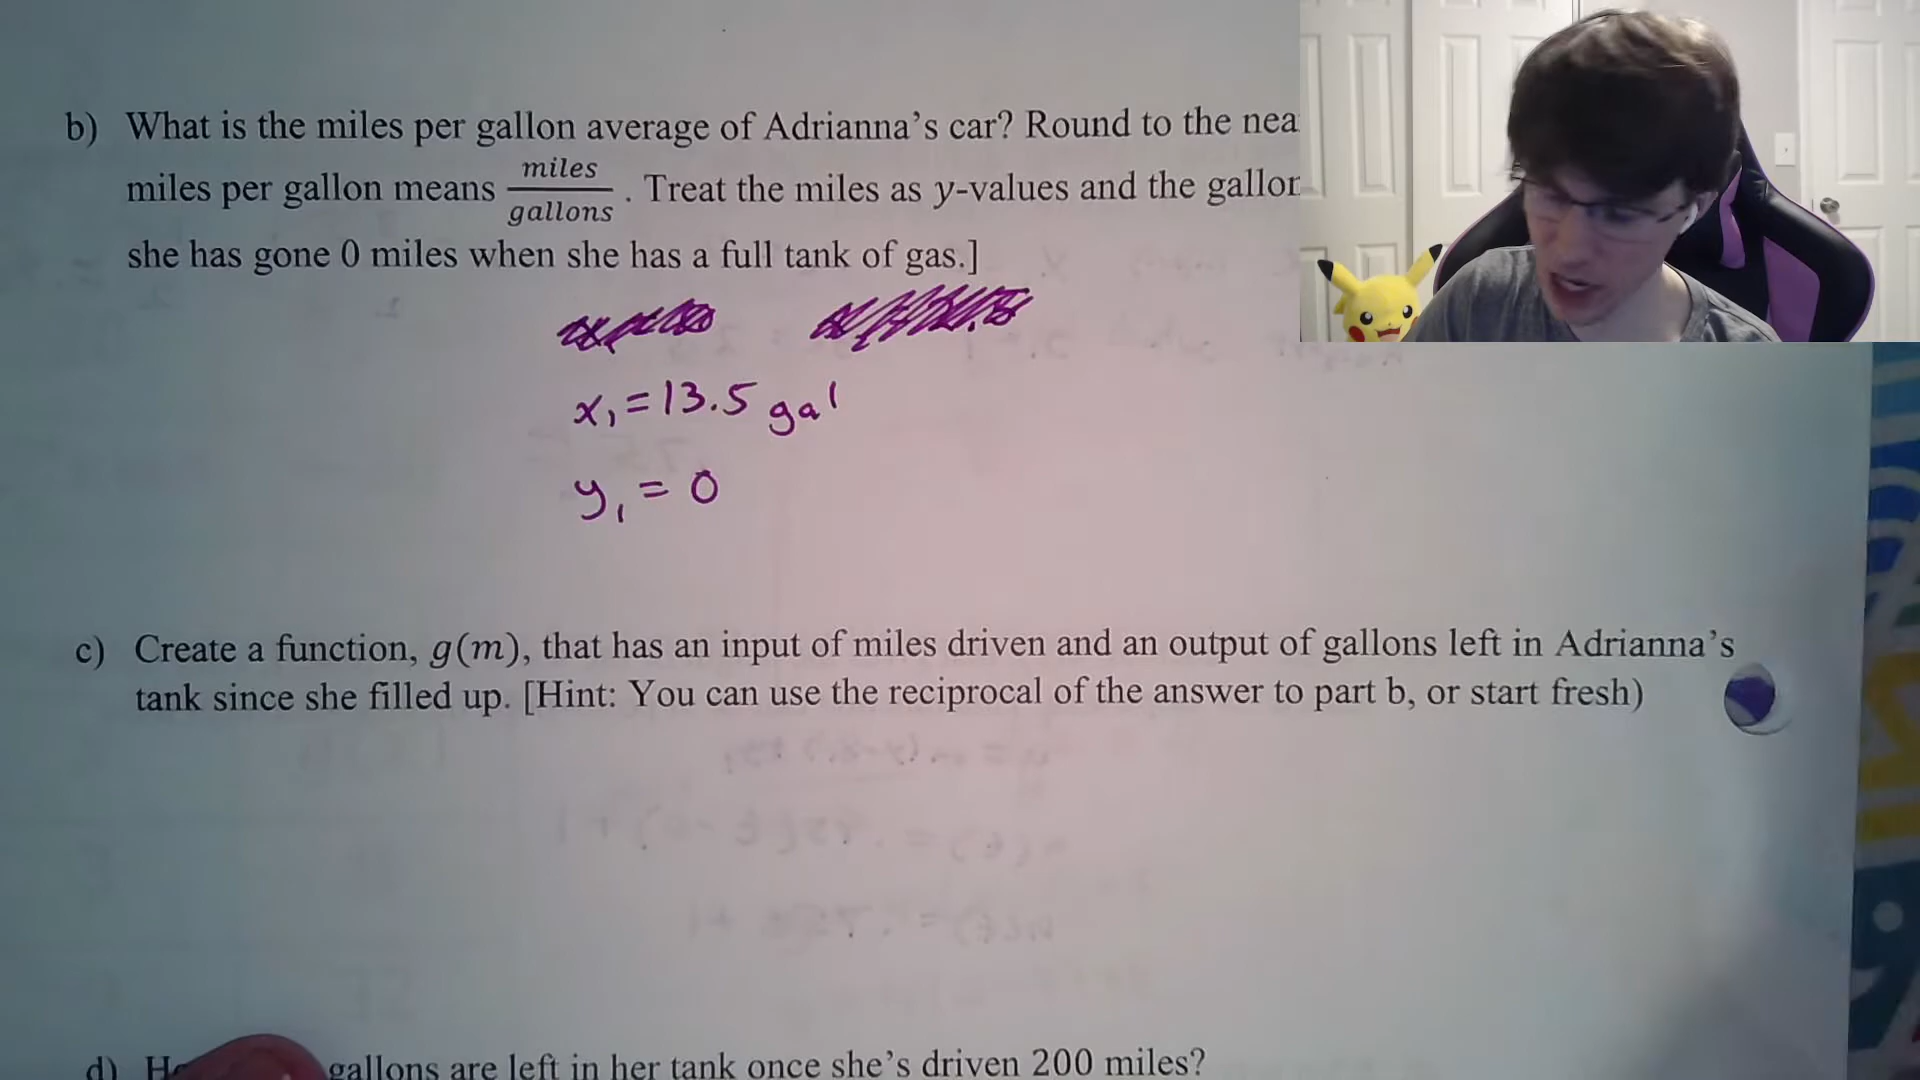 b) What is the miles per gallon average of Adrianna's car? Round to the
miles per gallon means miles/gallons. Treat the miles as y-values and the
she has gone 0 miles when she has a full tank of gas.]
x₁ = 13.5 gal
y₁ = 0
c) Create a function, g(m), that has an input of miles driven and an output of gallons left in Adrianna's
tank since she filled up. [Hint: You can use the reciprocal of the answer to part b, or start fresh)
d) gallons are left in her tank once she's driven 200 miles?